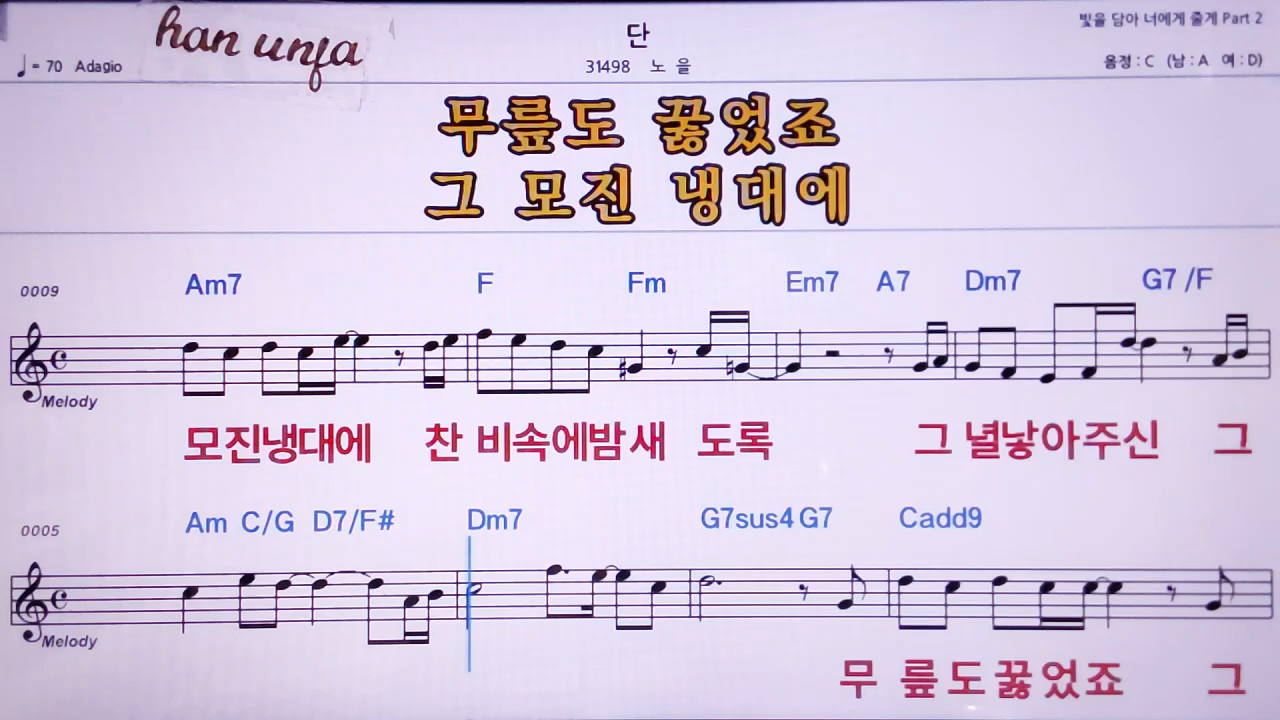 han unja
단
빛을 담아 너에게 줄게 Part 2
♩= 70 Adagio
31498 노 을
음정 : C (남 : A 여 : D)
무릎도 꿇었죠
그 모진 냉대에
0009
Am7 F Fm Em7 A7 Dm7 G7 /F
Melody
모진냉대에 찬 비속에밤새 도록 그 널낳아주신 그
0005
Am C/G D7/F# Dm7 G7sus4 G7 Cadd9
Melody
무 릎도꿇었죠 그